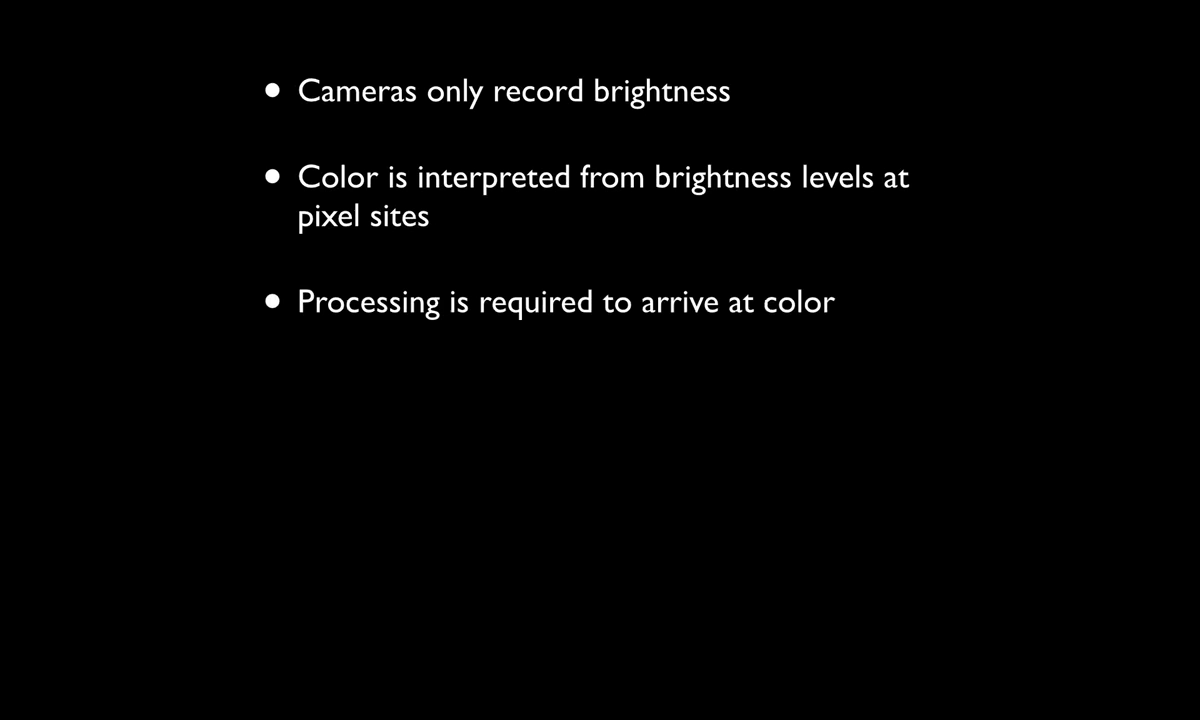 • Cameras only record brightness
• Color is interpreted from brightness levels at
pixel sites
• Processing is required to arrive at color